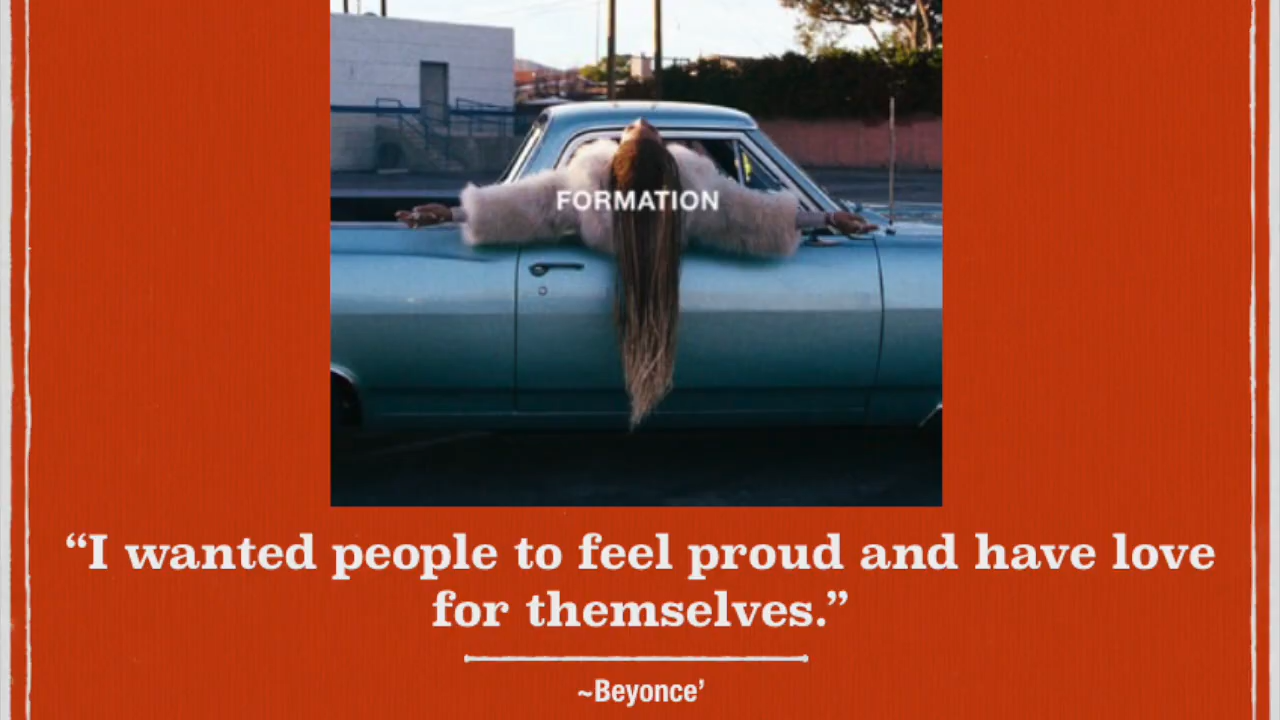 FORMATION
“I wanted people to feel proud and have love
for themselves.”
~Beyonce’